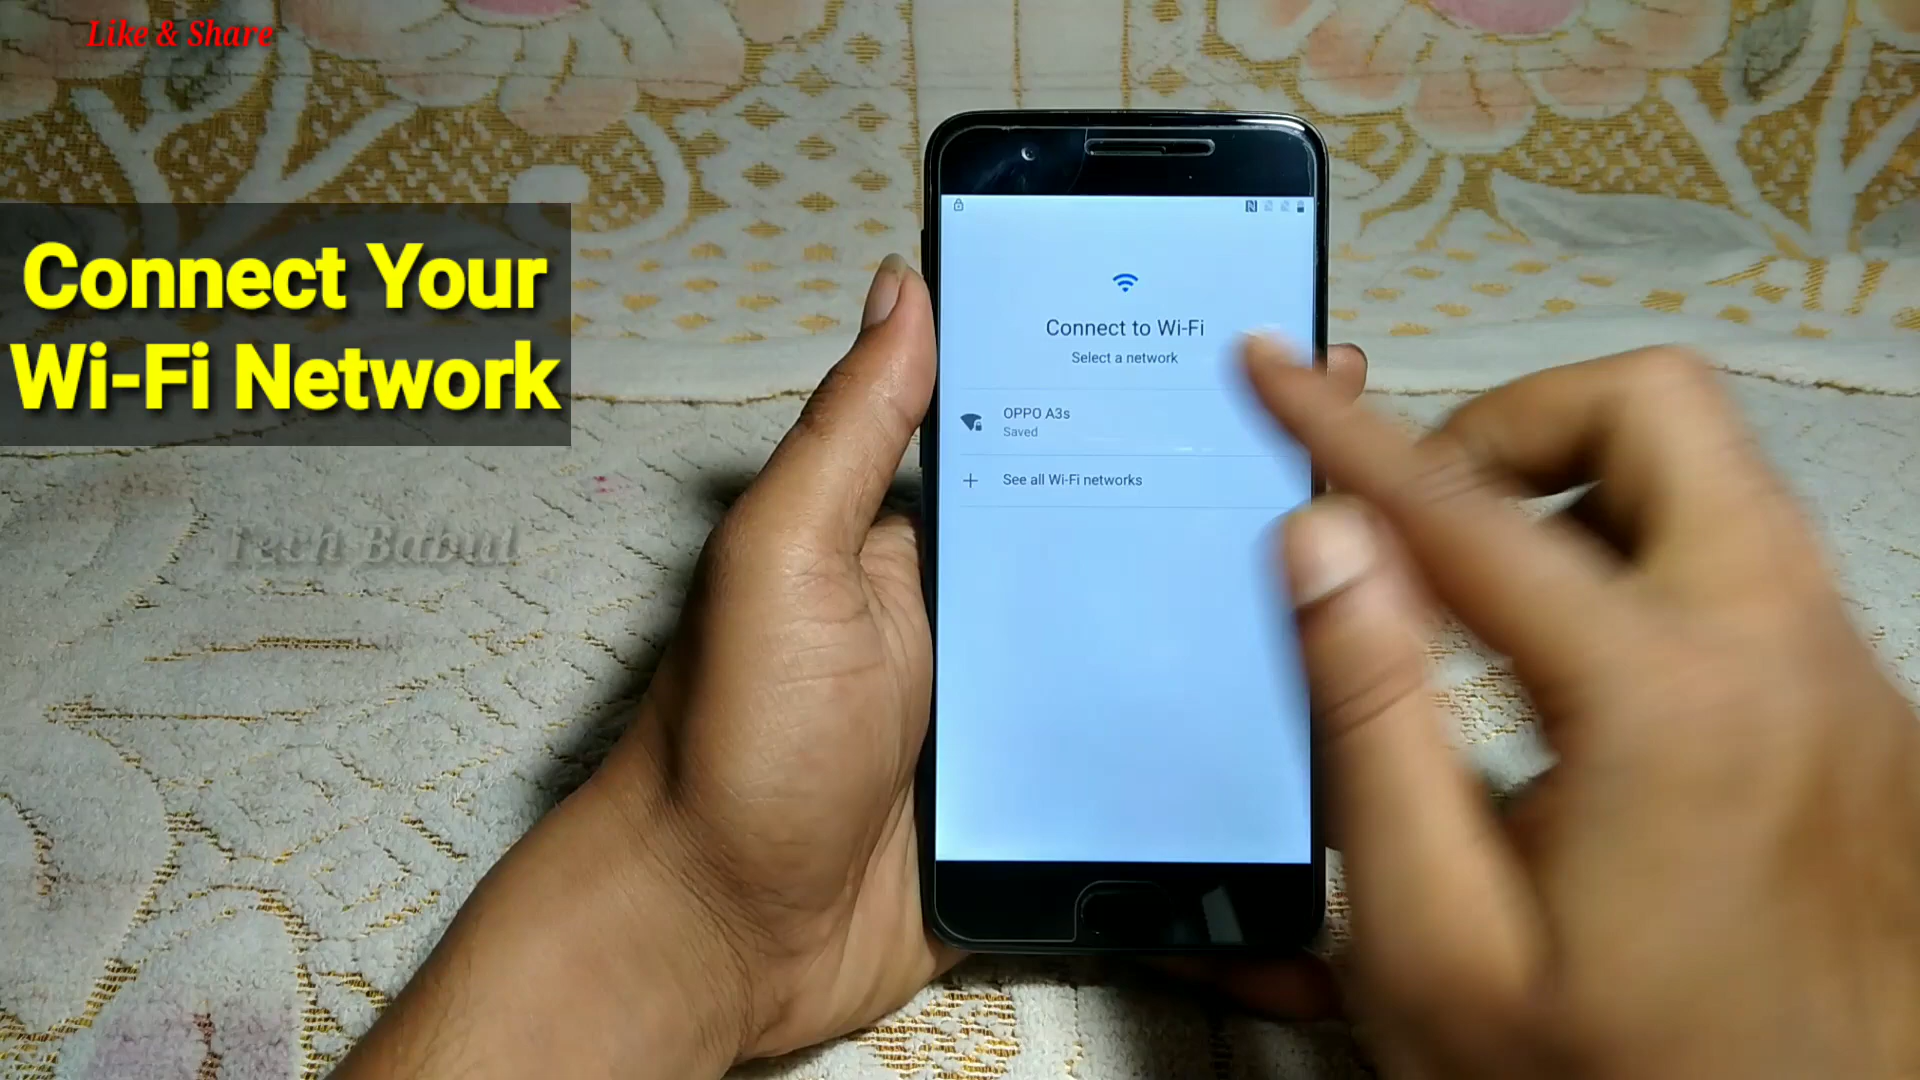 Like & Share
Connect Your
Wi-Fi Network
Tech Babul
Connect to Wi-Fi
Select a network
OPPO A3s
Saved
See all Wi-Fi networks